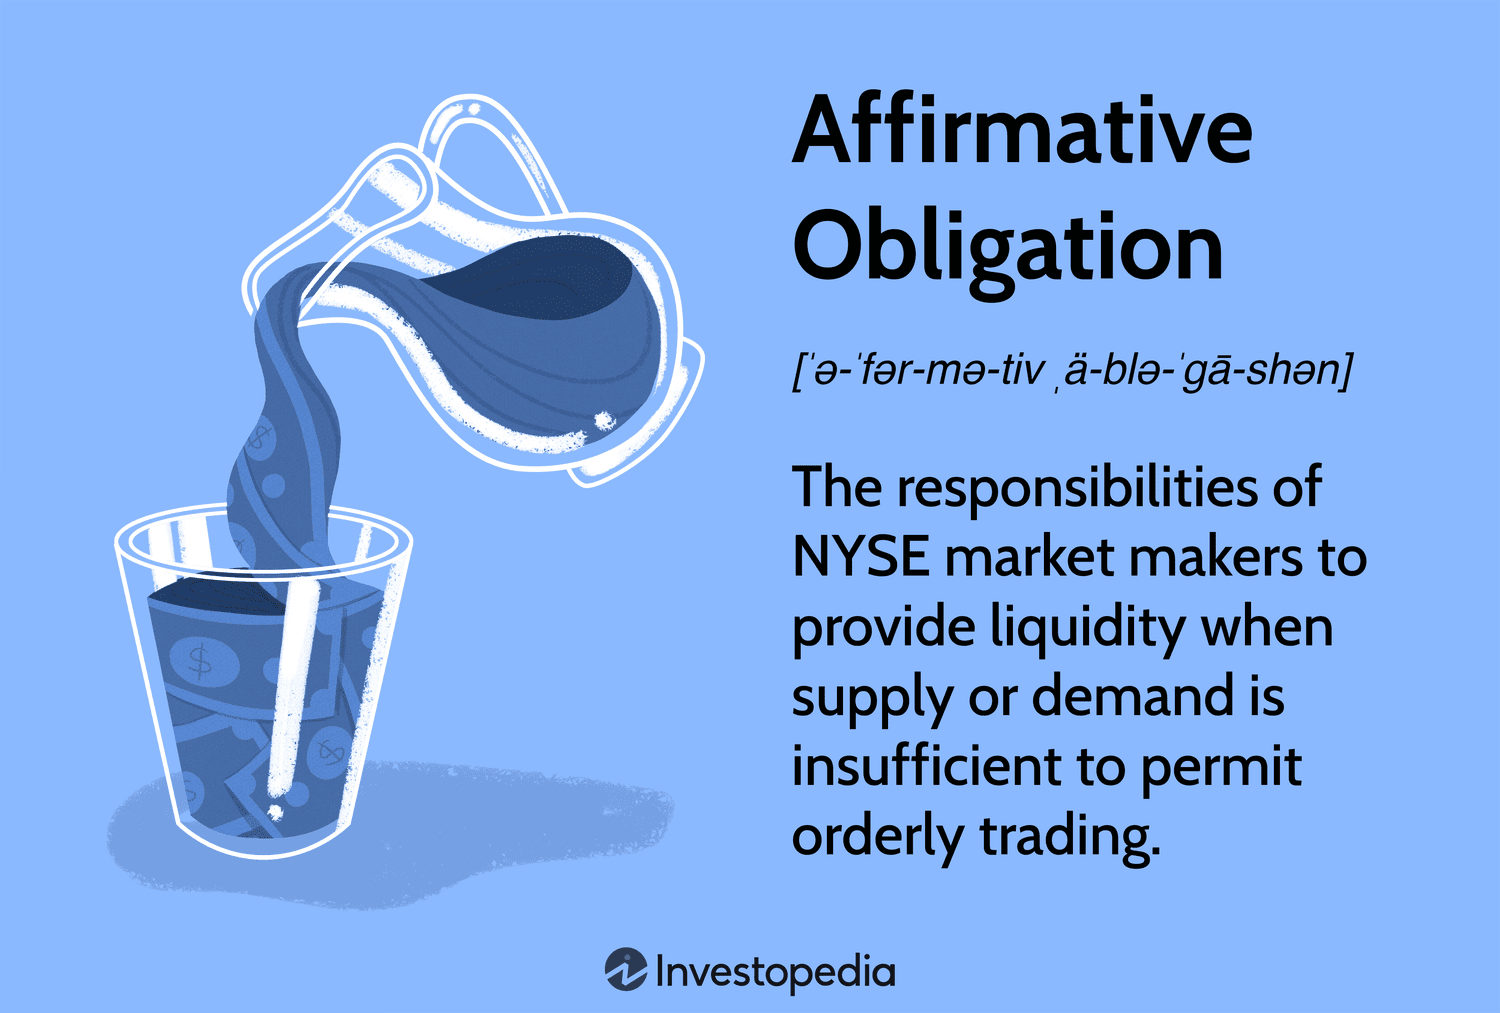 Affirmative
Obligation
[ˈə-ˈfər-mə-tiv ˌä-blə-ˈgā-shən]
The responsibilities of
NYSE market makers to
provide liquidity when
supply or demand is
insufficient to permit
orderly trading.
$
$
$
$
Investopedia